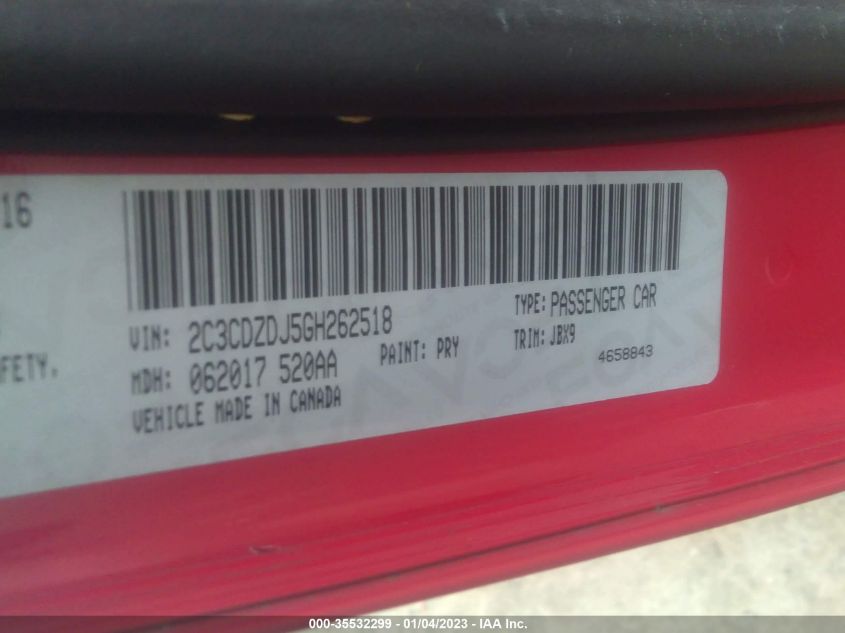 16
VIN: 2C3CDZDJ5GH262518
TYPE: PASSENGER CAR
FETY.
MDH: 062017 520AA
PAINT: PRY
TRIM: JBX9
4658843
VEHICLE MADE IN CANADA
000-35532299 - 01/04/2023 - IAA Inc.